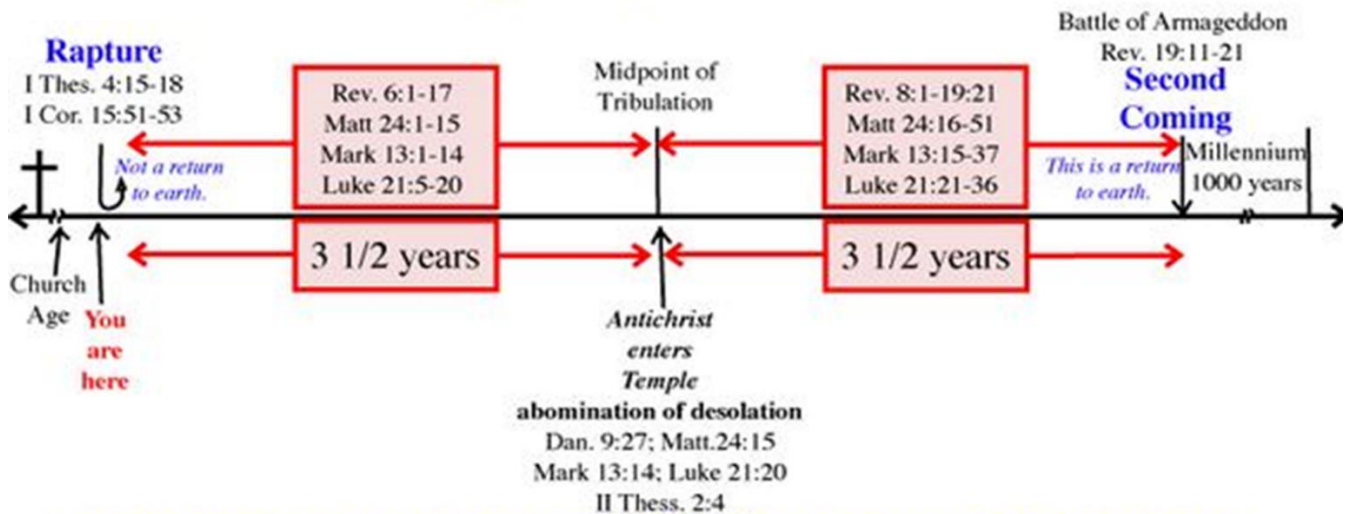 Rapture
I Thes. 4:15-18
I Cor. 15:51-53
Not a return
to earth.
Rev. 6:1-17
Matt 24:1-15
Mark 13:1-14
Luke 21:5-20
Midpoint of
Tribulation
Rev. 8:1-19:21
Matt 24:16-51
Mark 13:15-37
Luke 21:21-36
Battle of Armageddon
Rev. 19:11-21
Second
Coming
This is a return
to earth.
Millennium
1000 years
Church
Age
You
are
here
3 1/2 years
Antichrist
enters
Temple
abomination of desolation
Dan. 9:27; Matt.24:15
Mark 13:14; Luke 21:20
II Thess. 2:4
3 1/2 years